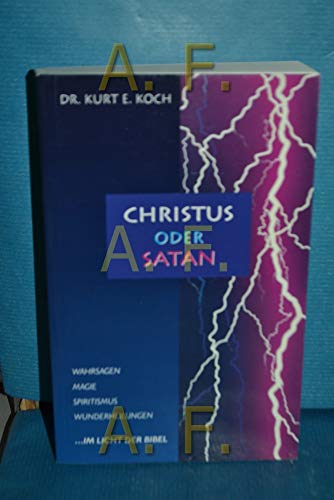 A. F.
DR. KURT E. KOCH
CHRISTUS
ODER
SATAN
A. F.
WAHRSAGEN
MAGIE
SPIRITISMUS
WUNDERHEILUNGEN
...IM LICHT DER BIBEL
A. F.